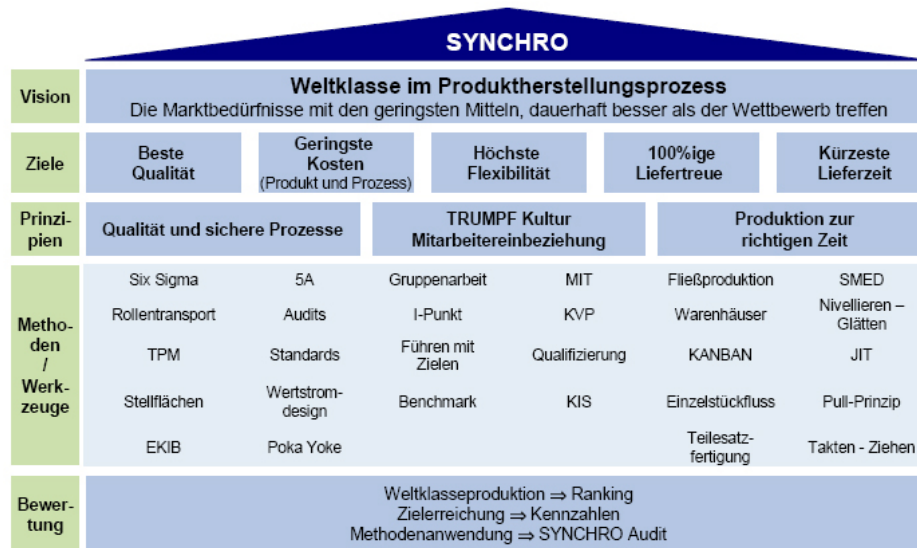 SYNCHRO
Vision
Weltklasse im Produktherstellungsprozess
Die Marktbedürfnisse mit den geringsten Mitteln, dauerhaft besser als der Wettbewerb treffen
Ziele
Beste
Qualität
Geringste
Kosten
(Produkt und Prozess)
Höchste
Flexibilität
100%ige
Liefertreue
Kürzeste
Lieferzeit
Prinzi-
pien
Qualität und sichere Prozesse
TRUMPF Kultur
Mitarbeitereinbeziehung
Produktion zur
richtigen Zeit
Metho-
den
/
Werk-
zeuge
Six Sigma
5A
Gruppenarbeit
MIT
Fließproduktion
SMED
Rollentransport
Audits
I-Punkt
KVP
Warenhäuser
Nivellieren –
Glätten
TPM
Standards
Führen mit
Zielen
Qualifizierung
KANBAN
JIT
Stellflächen
Wertstrom-
design
Benchmark
KIS
Einzelstückfluss
Pull-Prinzip
EKIB
Poka Yoke
Teilesatz-
fertigung
Takten - Ziehen
Bewer-
tung
Weltklasseproduktion ⇒ Ranking
Zielerreichung ⇒ Kennzahlen
Methodenanwendung ⇒ SYNCHRO Audit